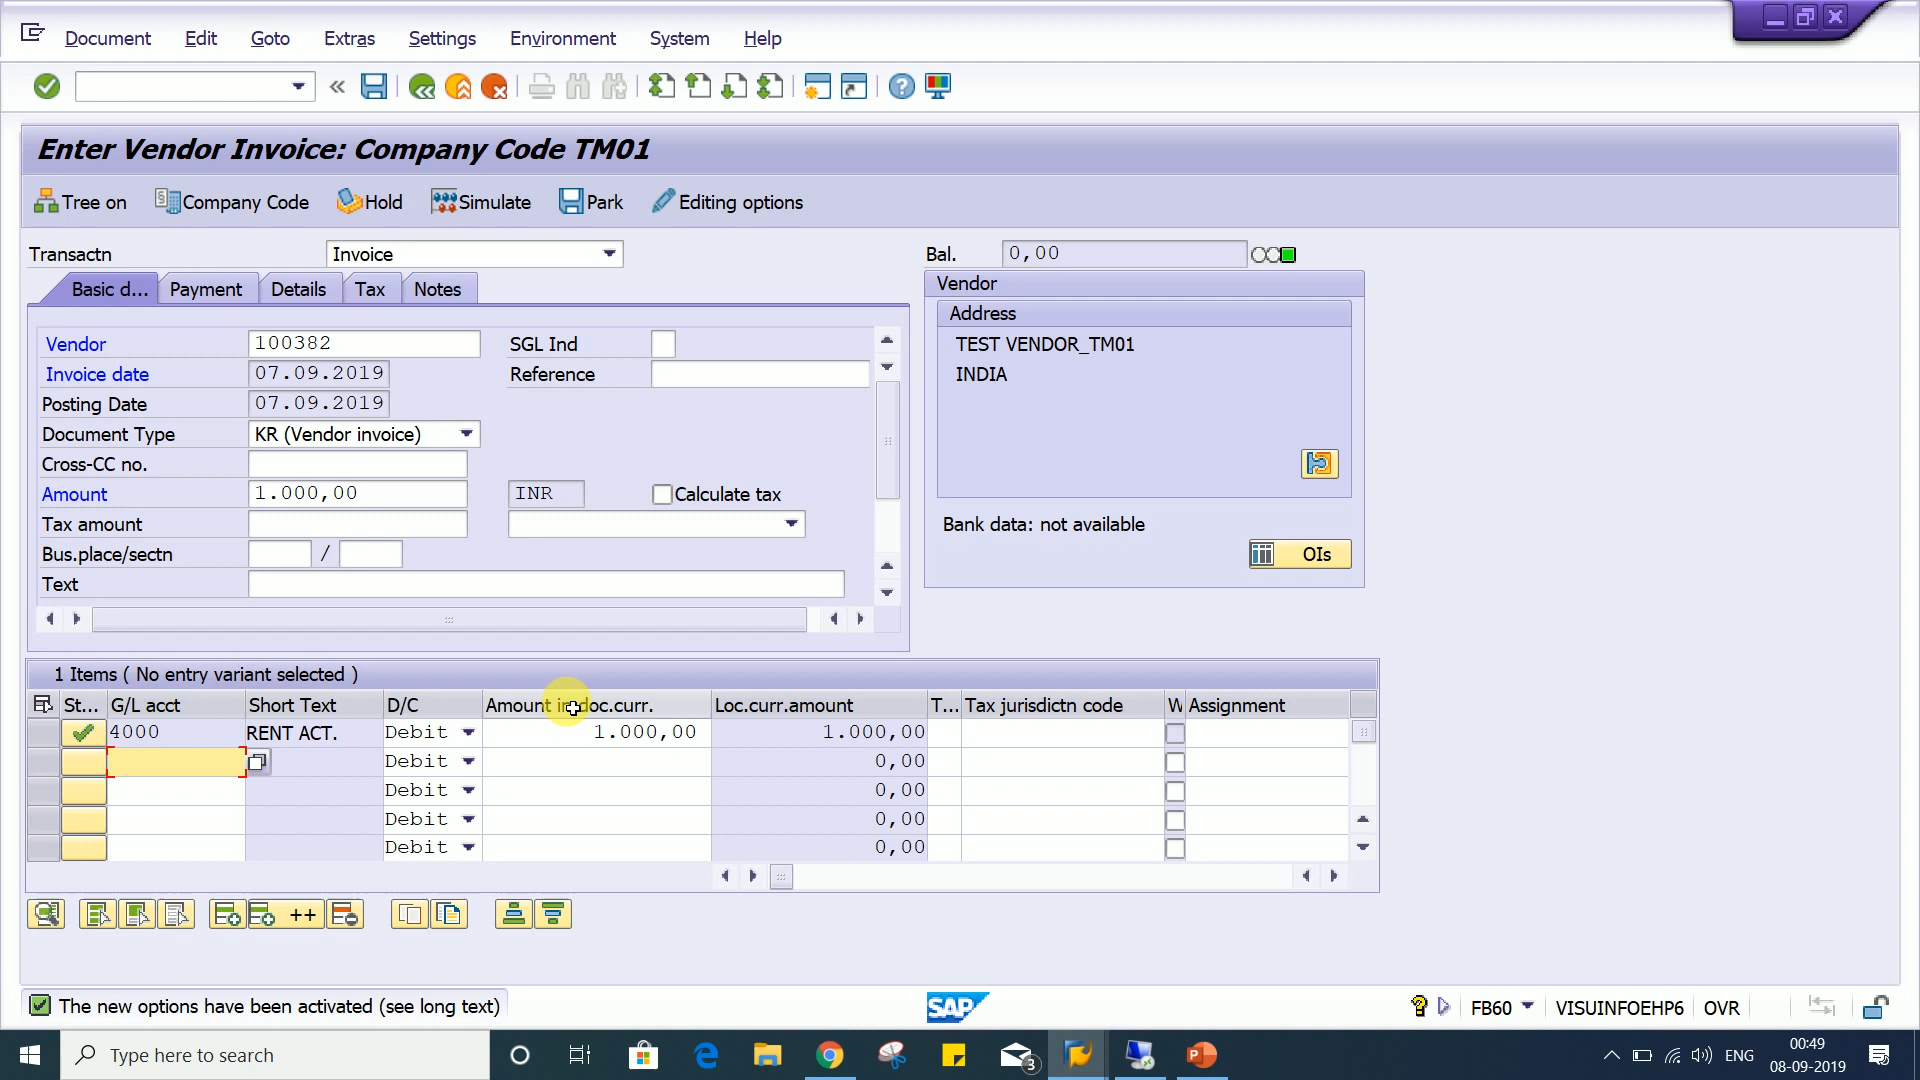 Document Edit Goto Extras Settings Environment System Help
Enter Vendor Invoice: Company Code TM01
Tree on Company Code Hold Simulate Park Editing options
Transactn Invoice Bal. 0,00
Basic d... Payment Details Tax Notes
Vendor
Address
Vendor 100382 SGL Ind TEST VENDOR_TM01
Invoice date 07.09.2019 Reference INDIA
Posting Date 07.09.2019
Document Type KR (Vendor invoice)
Cross-CC no.
Amount 1.000,00 INR Calculate tax
Tax amount Bank data: not available
Bus.place/sectn / OIs
Text
1 Items ( No entry variant selected )
St... G/L acct Short Text D/C Amount in doc.curr. Loc.curr.amount T... Tax jurisdictn code W Assignment
4000 RENT ACT. Debit 1.000,00 1.000,00
Debit 0,00
Debit 0,00
Debit 0,00
Debit 0,00
++
The new options have been activated (see long text) SAP FB60 VISUINFOEHP6 OVR
Type here to search 3 ENG 00:49
08-09-2019